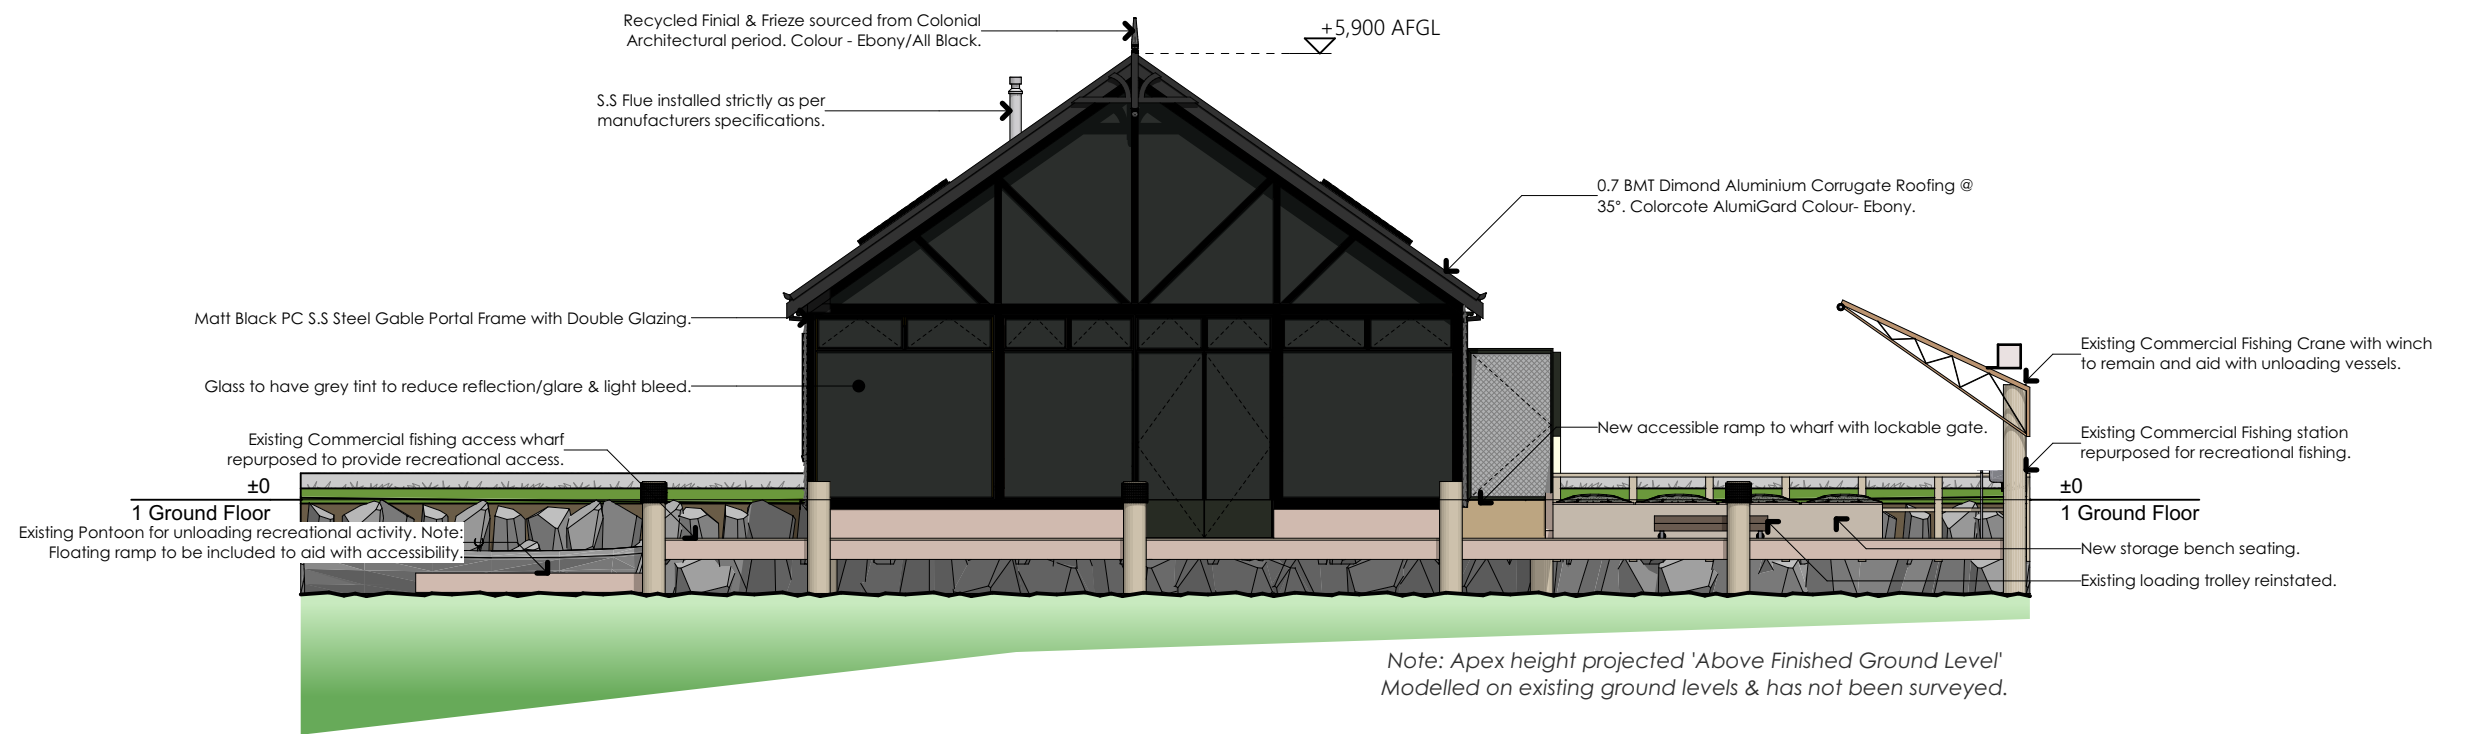 Recycled Finial & Frieze sourced from Colonial
Architectural period. Colour - Ebony/All Black.
+5,900 AFGL
S.S Flue installed strictly as per
manufacturers specifications.
0.7 BMT Dimond Aluminium Corrugate Roofing @
35°. Colorcote AlumiGard Colour- Ebony.
Matt Black PC S.S Steel Gable Portal Frame with Double Glazing.
Existing Commercial Fishing Crane with winch
to remain and aid with unloading vessels.
Glass to have grey tint to reduce reflection/glare & light bleed.
New accessible ramp to wharf with lockable gate.
Existing Commercial fishing access wharf
repurposed to provide recreational access.
Existing Commercial Fishing station
repurposed for recreational fishing.
±0
1 Ground Floor
±0
1 Ground Floor
Existing Pontoon for unloading recreational activity. Note:
Floating ramp to be included to aid with accessibility.
New storage bench seating.
Existing loading trolley reinstated.
Note: Apex height projected 'Above Finished Ground Level'
Modelled on existing ground levels & has not been surveyed.